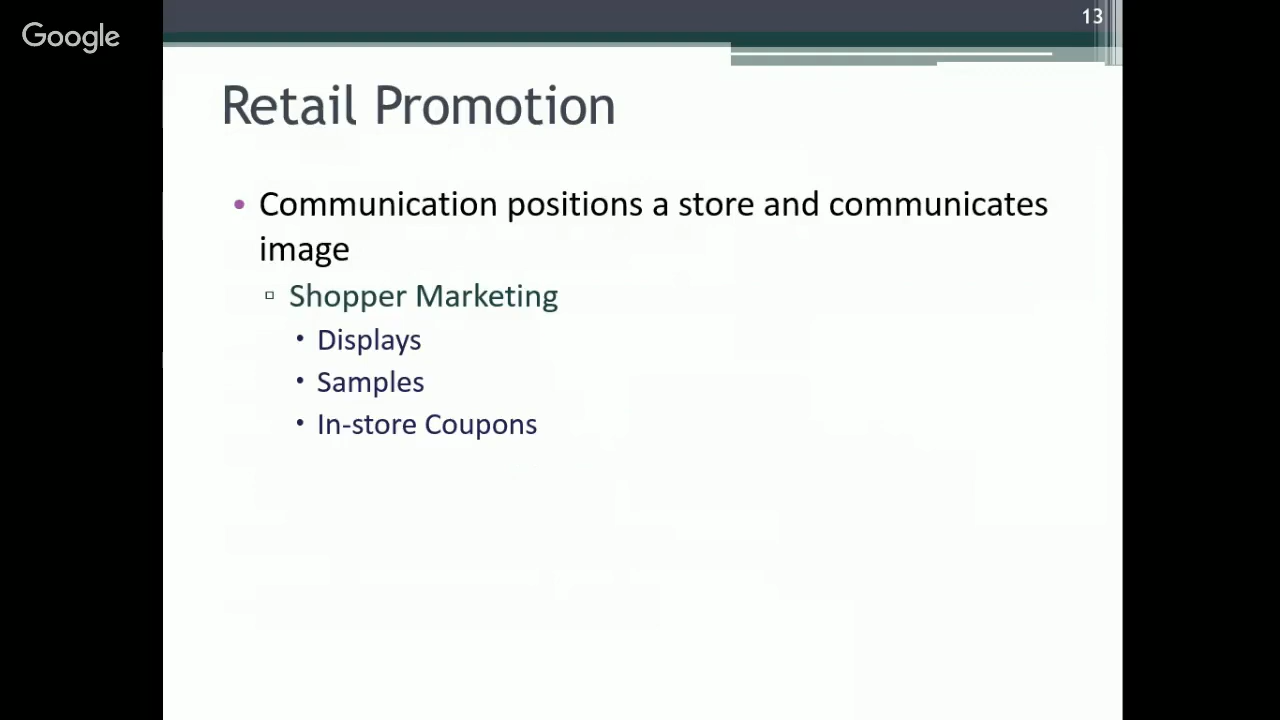 Google
13
Retail Promotion
• Communication positions a store and communicates
image
▫ Shopper Marketing
• Displays
• Samples
• In-store Coupons